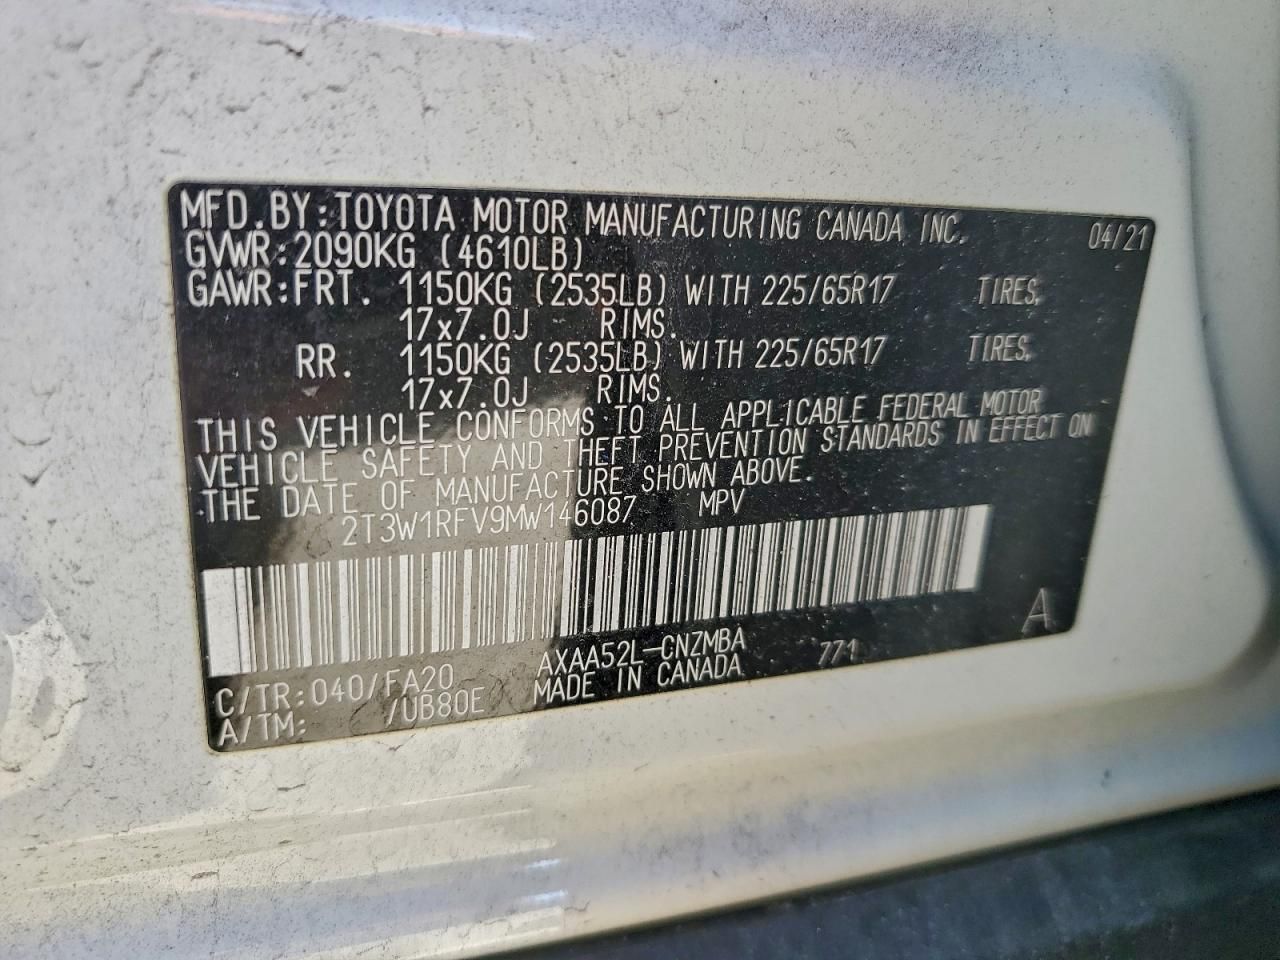 MFD.BY:TOYOTA MOTOR MANUFACTURING CANADA INC. 04/21
GVWR:2090KG (4610LB)
GAWR:FRT. 1150KG (2535LB) WITH 225/65R17 TIRES,
17x7.0J RIMS.
RR. 1150KG (2535LB) WITH 225/65R17 TIRES,
17x7.0J RIMS.
THIS VEHICLE CONFORMS TO ALL APPLICABLE FEDERAL MOTOR
VEHICLE SAFETY AND THEFT PREVENTION STANDARDS IN EFFECT ON
THE DATE OF MANUFACTURE SHOWN ABOVE.
2T3W1RFV9MW146087 MPV
A
C/TR:040/FA20 AXAA52L-CNZMBA 771
A/TM: /UB80E MADE IN CANADA